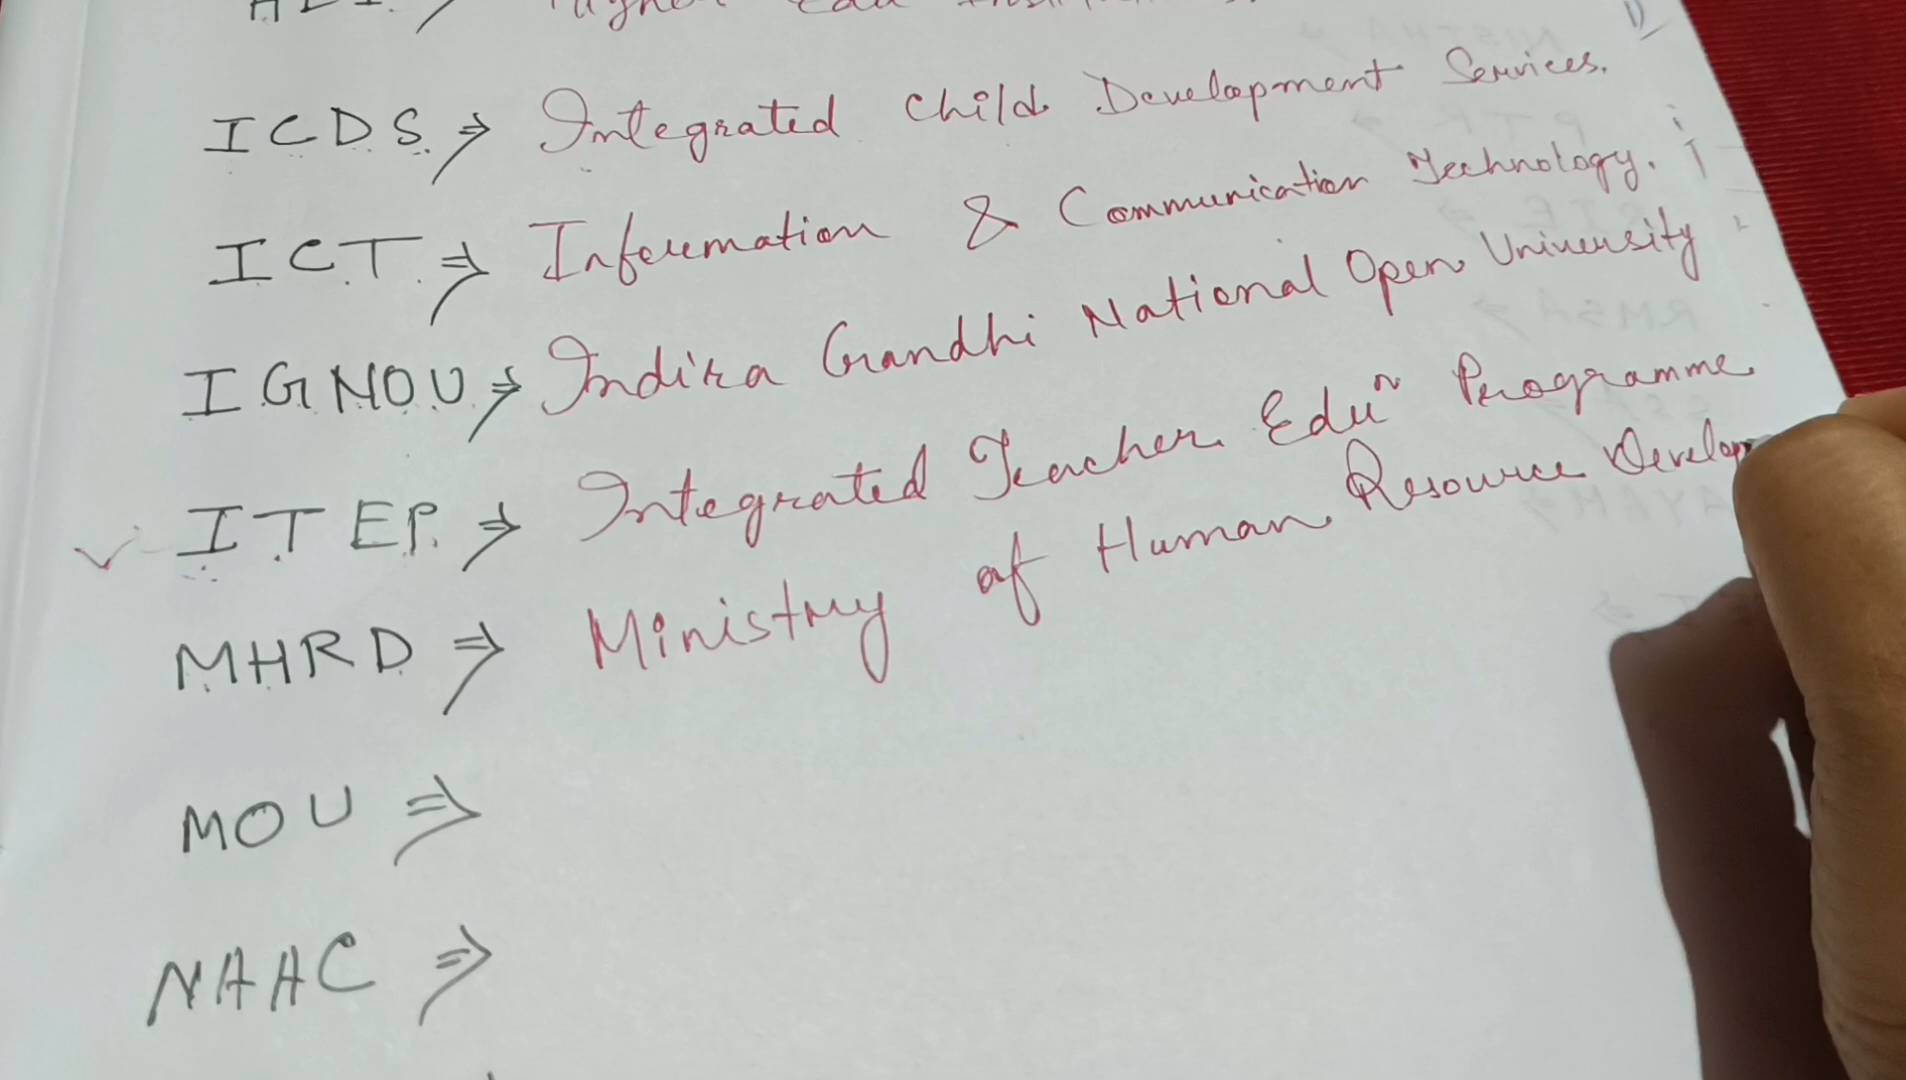 ICDS. ⇒ Integrated Child Development Services.
ICT. ⇒ Information & Communication Technology.
IGNOU ⇒ Indira Gandhi National Open University
ITEP. ⇒ Integrated Teacher Eduⁿ Programme
MHRD ⇒ Ministry of Human Resource Develop
MOU ⇒
NAAC ⇒